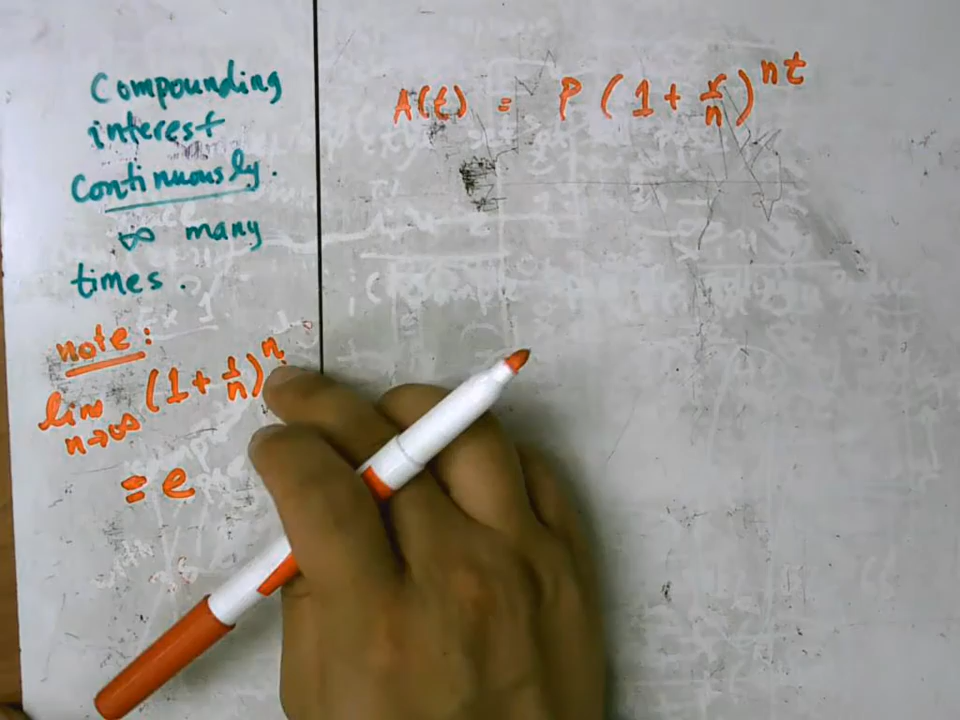 Compounding
interest
continuously.
∞ many
times.
note:
lim n→∞ (1 + 1/n)^n
= e
A(t) = P (1 + r/n)^nt